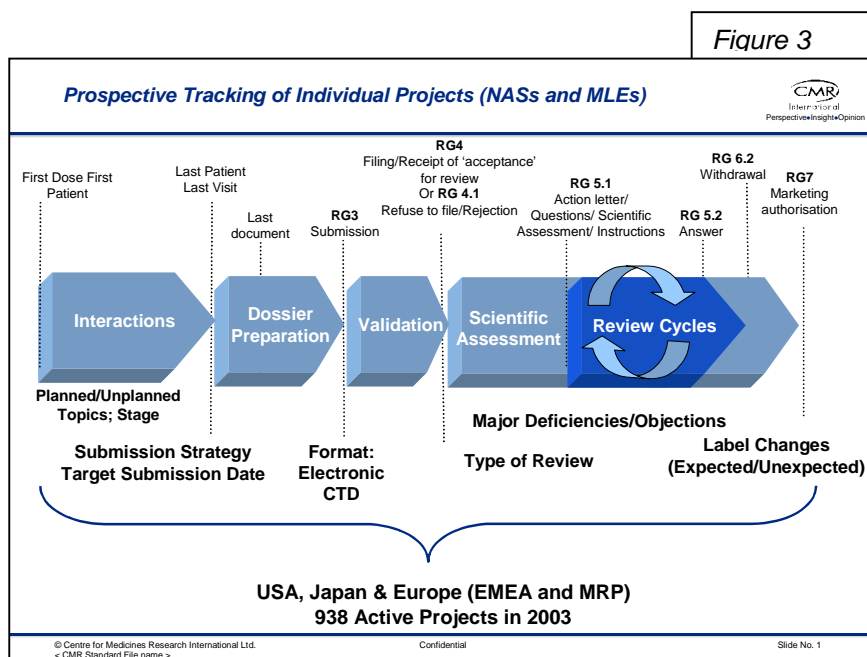 Figure 3
Prospective Tracking of Individual Projects (NASs and MLEs)
CMR
International
Perspective•Insight•Opinion
First Dose First
Patient
Last Patient
Last Visit
Last
document
RG3
Submission
RG4
Filing/Receipt of 'acceptance'
for review
Or RG 4.1
Refuse to file/Rejection
RG 5.1
Action letter/
Questions/ Scientific
Assessment/ Instructions
RG 5.2
Answer
RG 6.2
Withdrawal
RG7
Marketing
authorisation
Interactions
Dossier
Preparation
Validation
Scientific
Assessment
Review Cycles
Planned/Unplanned
Topics; Stage
Submission Strategy
Target Submission Date
Format:
Electronic
CTD
Major Deficiencies/Objections
Type of Review
Label Changes
(Expected/Unexpected)
USA, Japan & Europe (EMEA and MRP)
938 Active Projects in 2003
© Centre for Medicines Research International Ltd.
< CMR Standard File name >
Confidential
Slide No. 1